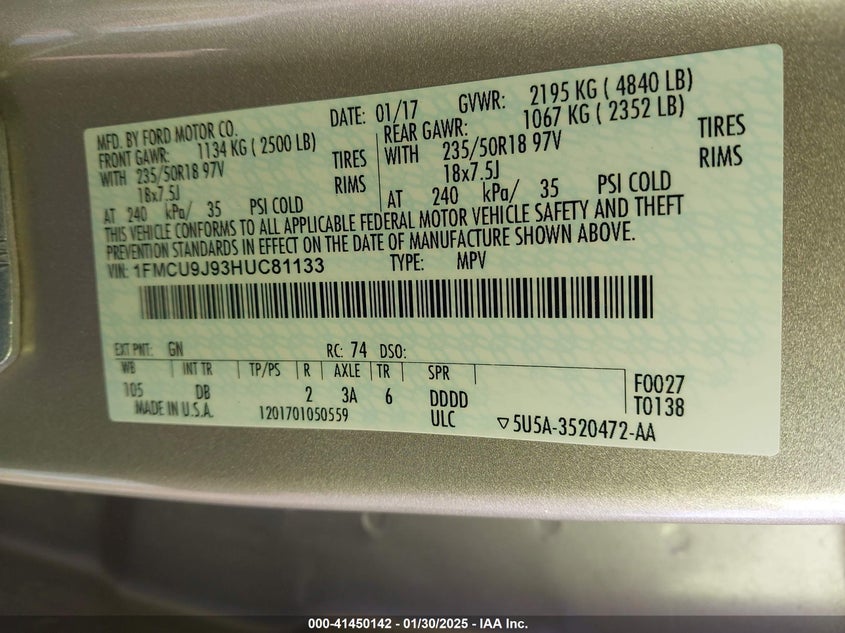 MFD. BY FORD MOTOR CO. DATE: 01/17 GVWR: 2195 KG ( 4840 LB)
FRONT GAWR: 1134 KG ( 2500 LB) REAR GAWR: 1067 KG ( 2352 LB)
WITH 235/50R18 97V TIRES WITH 235/50R18 97V TIRES
18x7.5J RIMS 18x7.5J RIMS
AT 240 kPa/ 35 PSI COLD AT 240 kPa/ 35 PSI COLD
THIS VEHICLE CONFORMS TO ALL APPLICABLE FEDERAL MOTOR VEHICLE SAFETY AND THEFT
PREVENTION STANDARDS IN EFFECT ON THE DATE OF MANUFACTURE SHOWN ABOVE.
VIN: 1FMCU9J93HUC81133 TYPE: MPV
EXT PNT: GN RC: 74 DSO:
WB INT TR TP/PS R AXLE TR SPR
105 DB 2 3A 6 DDDD F0027
MADE IN U.S.A. 1201701050559 ULC T0138
▽5U5A-3520472-AA
000-41450142 - 01/30/2025 - IAA Inc.